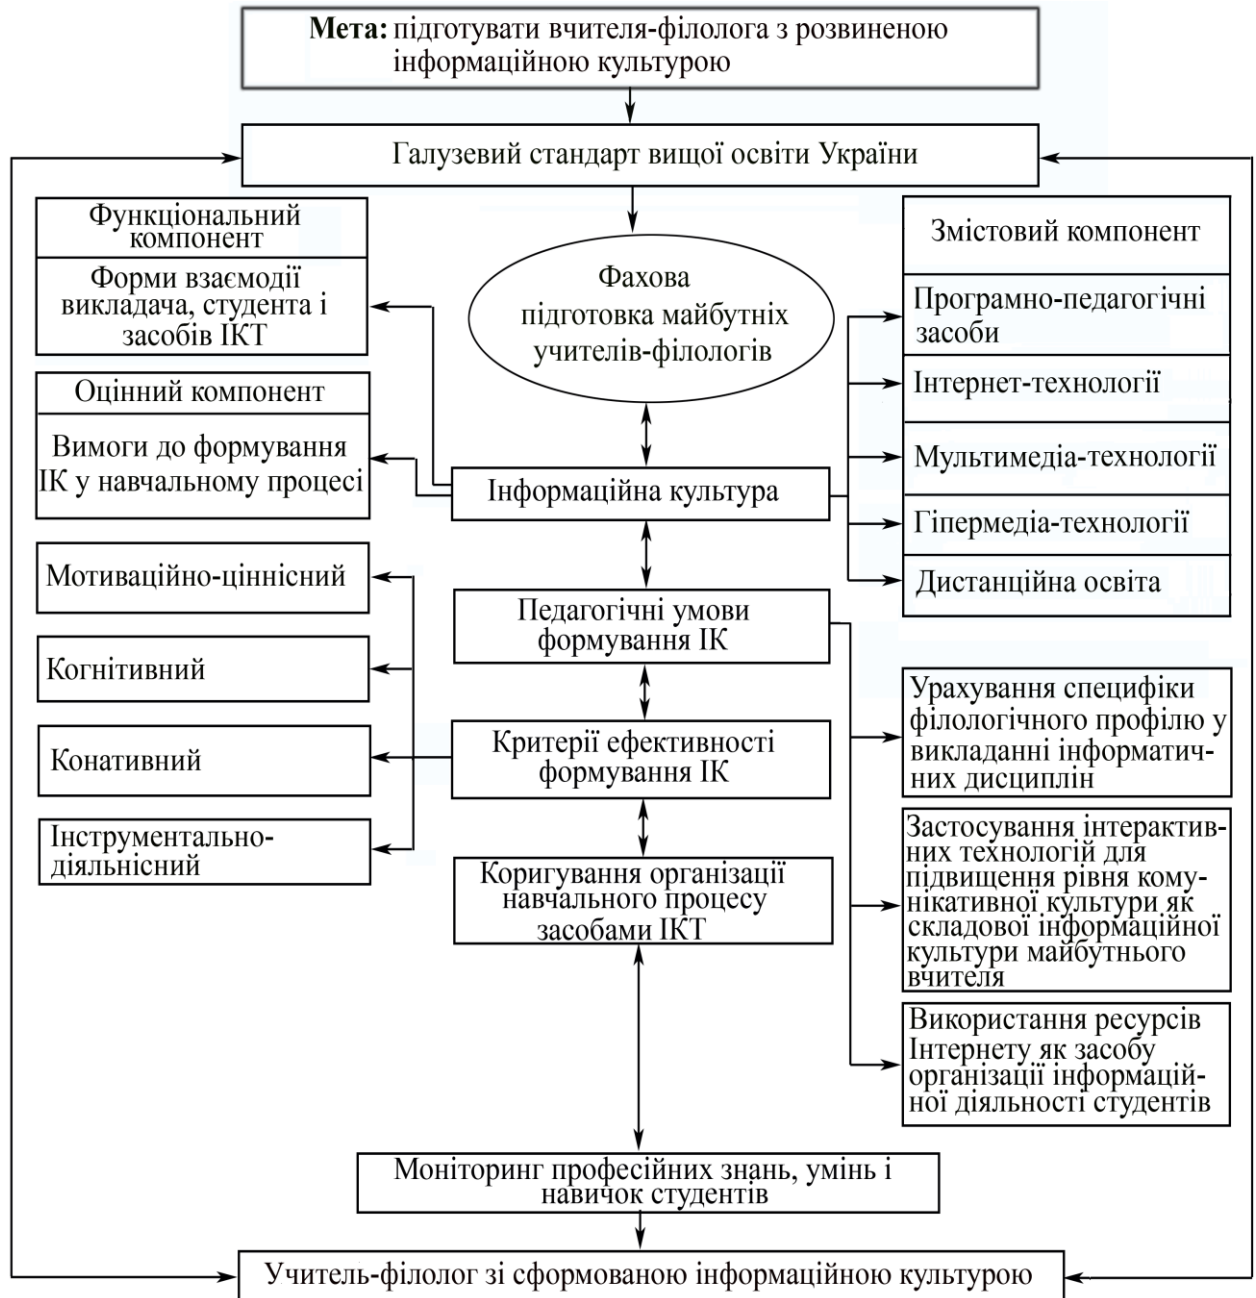 Мета: підготувати вчителя-філолога з розвиненою
інформаційною культурою
Галузевий стандарт вищої освіти України
Функціональний
компонент
Форми взаємодії
викладача, студента і
засобів ІКТ
Оцінний компонент
Вимоги до формування
ІК у навчальному процесі
Мотиваційно-ціннісний
Когнітивний
Конативний
Інструментально-
діяльнісний
Фахова
підготовка майбутніх
учителів-філологів
Інформаційна культура
Педагогічні умови
формування ІК
Критерії ефективності
формування ІК
Коригування організації
навчального процесу
засобами ІКТ
Змістовий компонент
Програмно-педагогічні
засоби
Інтернет-технології
Мультимедіа-технології
Гіпермедіа-технології
Дистанційна освіта
Урахування специфіки
філологічного профілю у
викладанні інформатич-
них дисциплін
Застосування інтерактив-
них технологій для
підвищення рівня кому-
нікативної культури як
складової інформаційної
культури майбутнього
вчителя
Використання ресурсів
Інтернету як засобу
організації інформацій-
ної діяльності студентів
Моніторинг професійних знань, умінь і
навичок студентів
Учитель-філолог зі сформованою інформаційною культурою